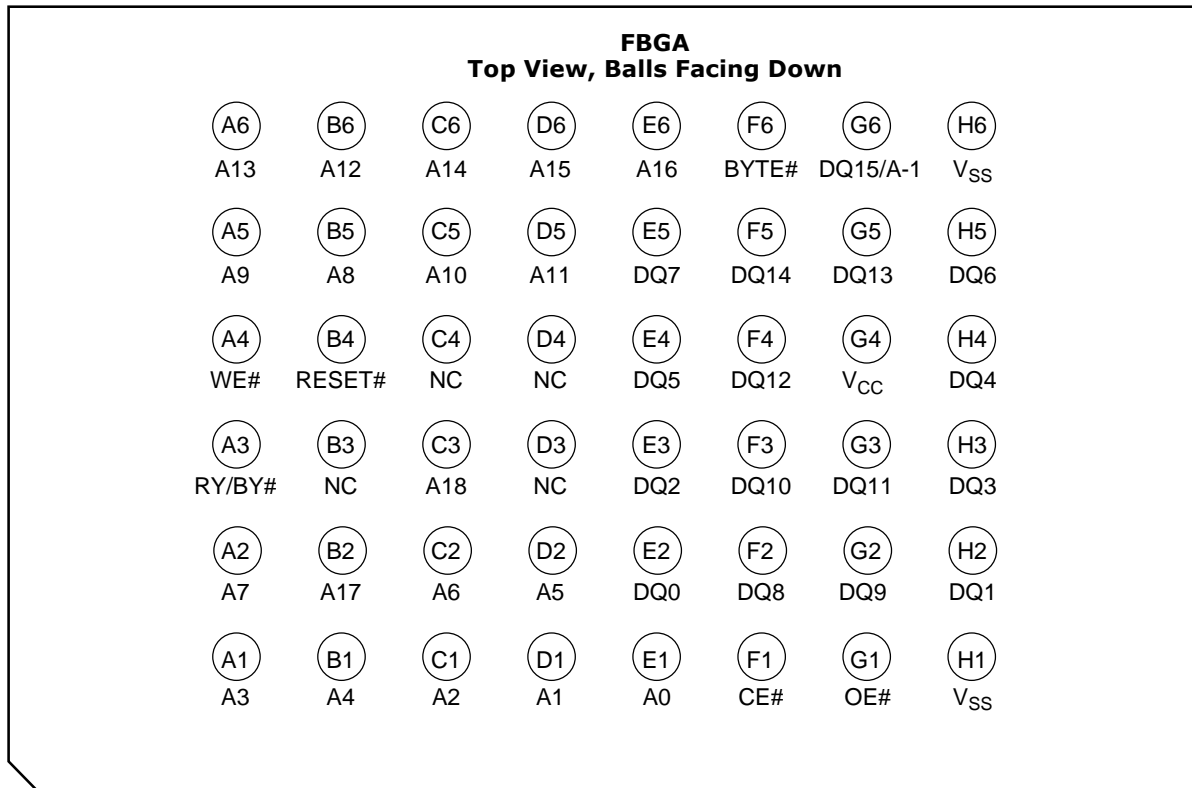 FBGA
Top View, Balls Facing Down
A6 B6 C6 D6 E6 F6 G6 H6
A13 A12 A14 A15 A16 BYTE# DQ15/A-1 VSS
A5 B5 C5 D5 E5 F5 G5 H5
A9 A8 A10 A11 DQ7 DQ14 DQ13 DQ6
A4 B4 C4 D4 E4 F4 G4 H4
WE# RESET# NC NC DQ5 DQ12 VCC DQ4
A3 B3 C3 D3 E3 F3 G3 H3
RY/BY# NC A18 NC DQ2 DQ10 DQ11 DQ3
A2 B2 C2 D2 E2 F2 G2 H2
A7 A17 A6 A5 DQ0 DQ8 DQ9 DQ1
A1 B1 C1 D1 E1 F1 G1 H1
A3 A4 A2 A1 A0 CE# OE# VSS